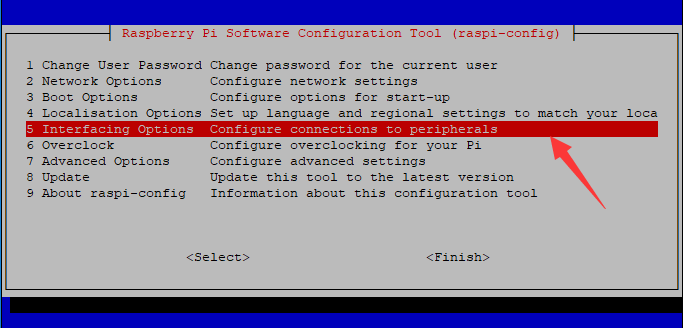 Raspberry Pi Software Configuration Tool (raspi-config)
1 Change User Password Change password for the current user
2 Network Options Configure network settings
3 Boot Options Configure options for start-up
4 Localisation Options Set up language and regional settings to match your loca
5 Interfacing Options Configure connections to peripherals
6 Overclock Configure overclocking for your Pi
7 Advanced Options Configure advanced settings
8 Update Update this tool to the latest version
9 About raspi-config Information about this configuration tool
<Select> <Finish>